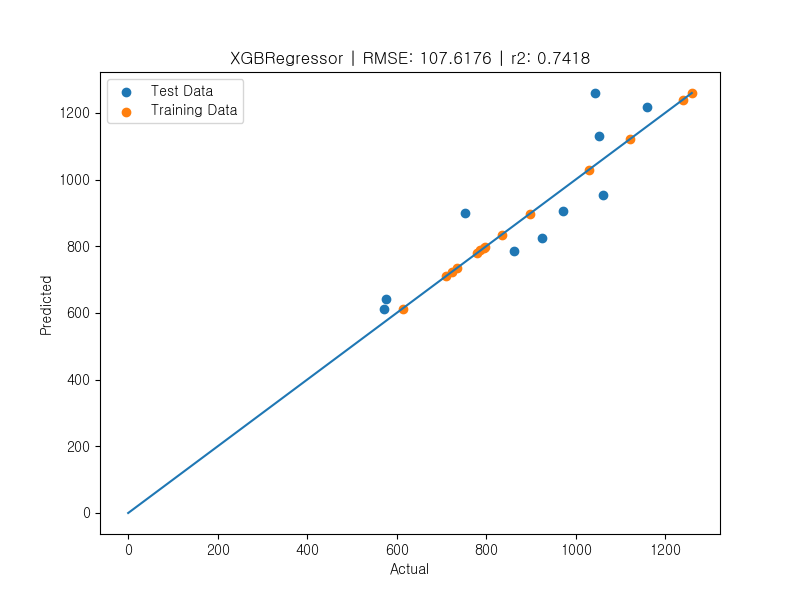 XGBRegressor | RMSE: 107.6176 | r2: 0.7418
Test Data
Training Data
1200
1000
800
600
400
200
0
Predicted
0 200 400 600 800 1000 1200
Actual